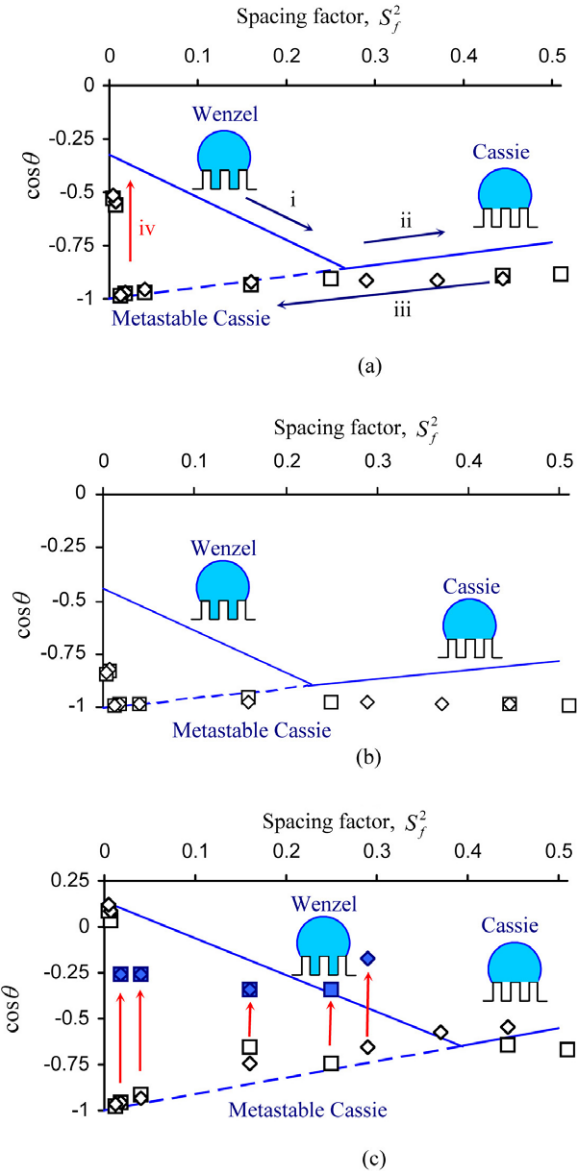 Spacing factor, S_f^2
0 0.1 0.2 0.3 0.4 0.5
0
-0.25
-0.5
-0.75
-1
cosθ
Wenzel
Cassie
i
ii
iii
iv
Metastable Cassie
(a)
Spacing factor, S_f^2
0 0.1 0.2 0.3 0.4 0.5
0
-0.25
-0.5
-0.75
-1
cosθ
Wenzel
Cassie
Metastable Cassie
(b)
Spacing factor, S_f^2
0 0.1 0.2 0.3 0.4 0.5
0.25
0
-0.25
-0.5
-0.75
-1
cosθ
Wenzel
Cassie
Metastable Cassie
(c)